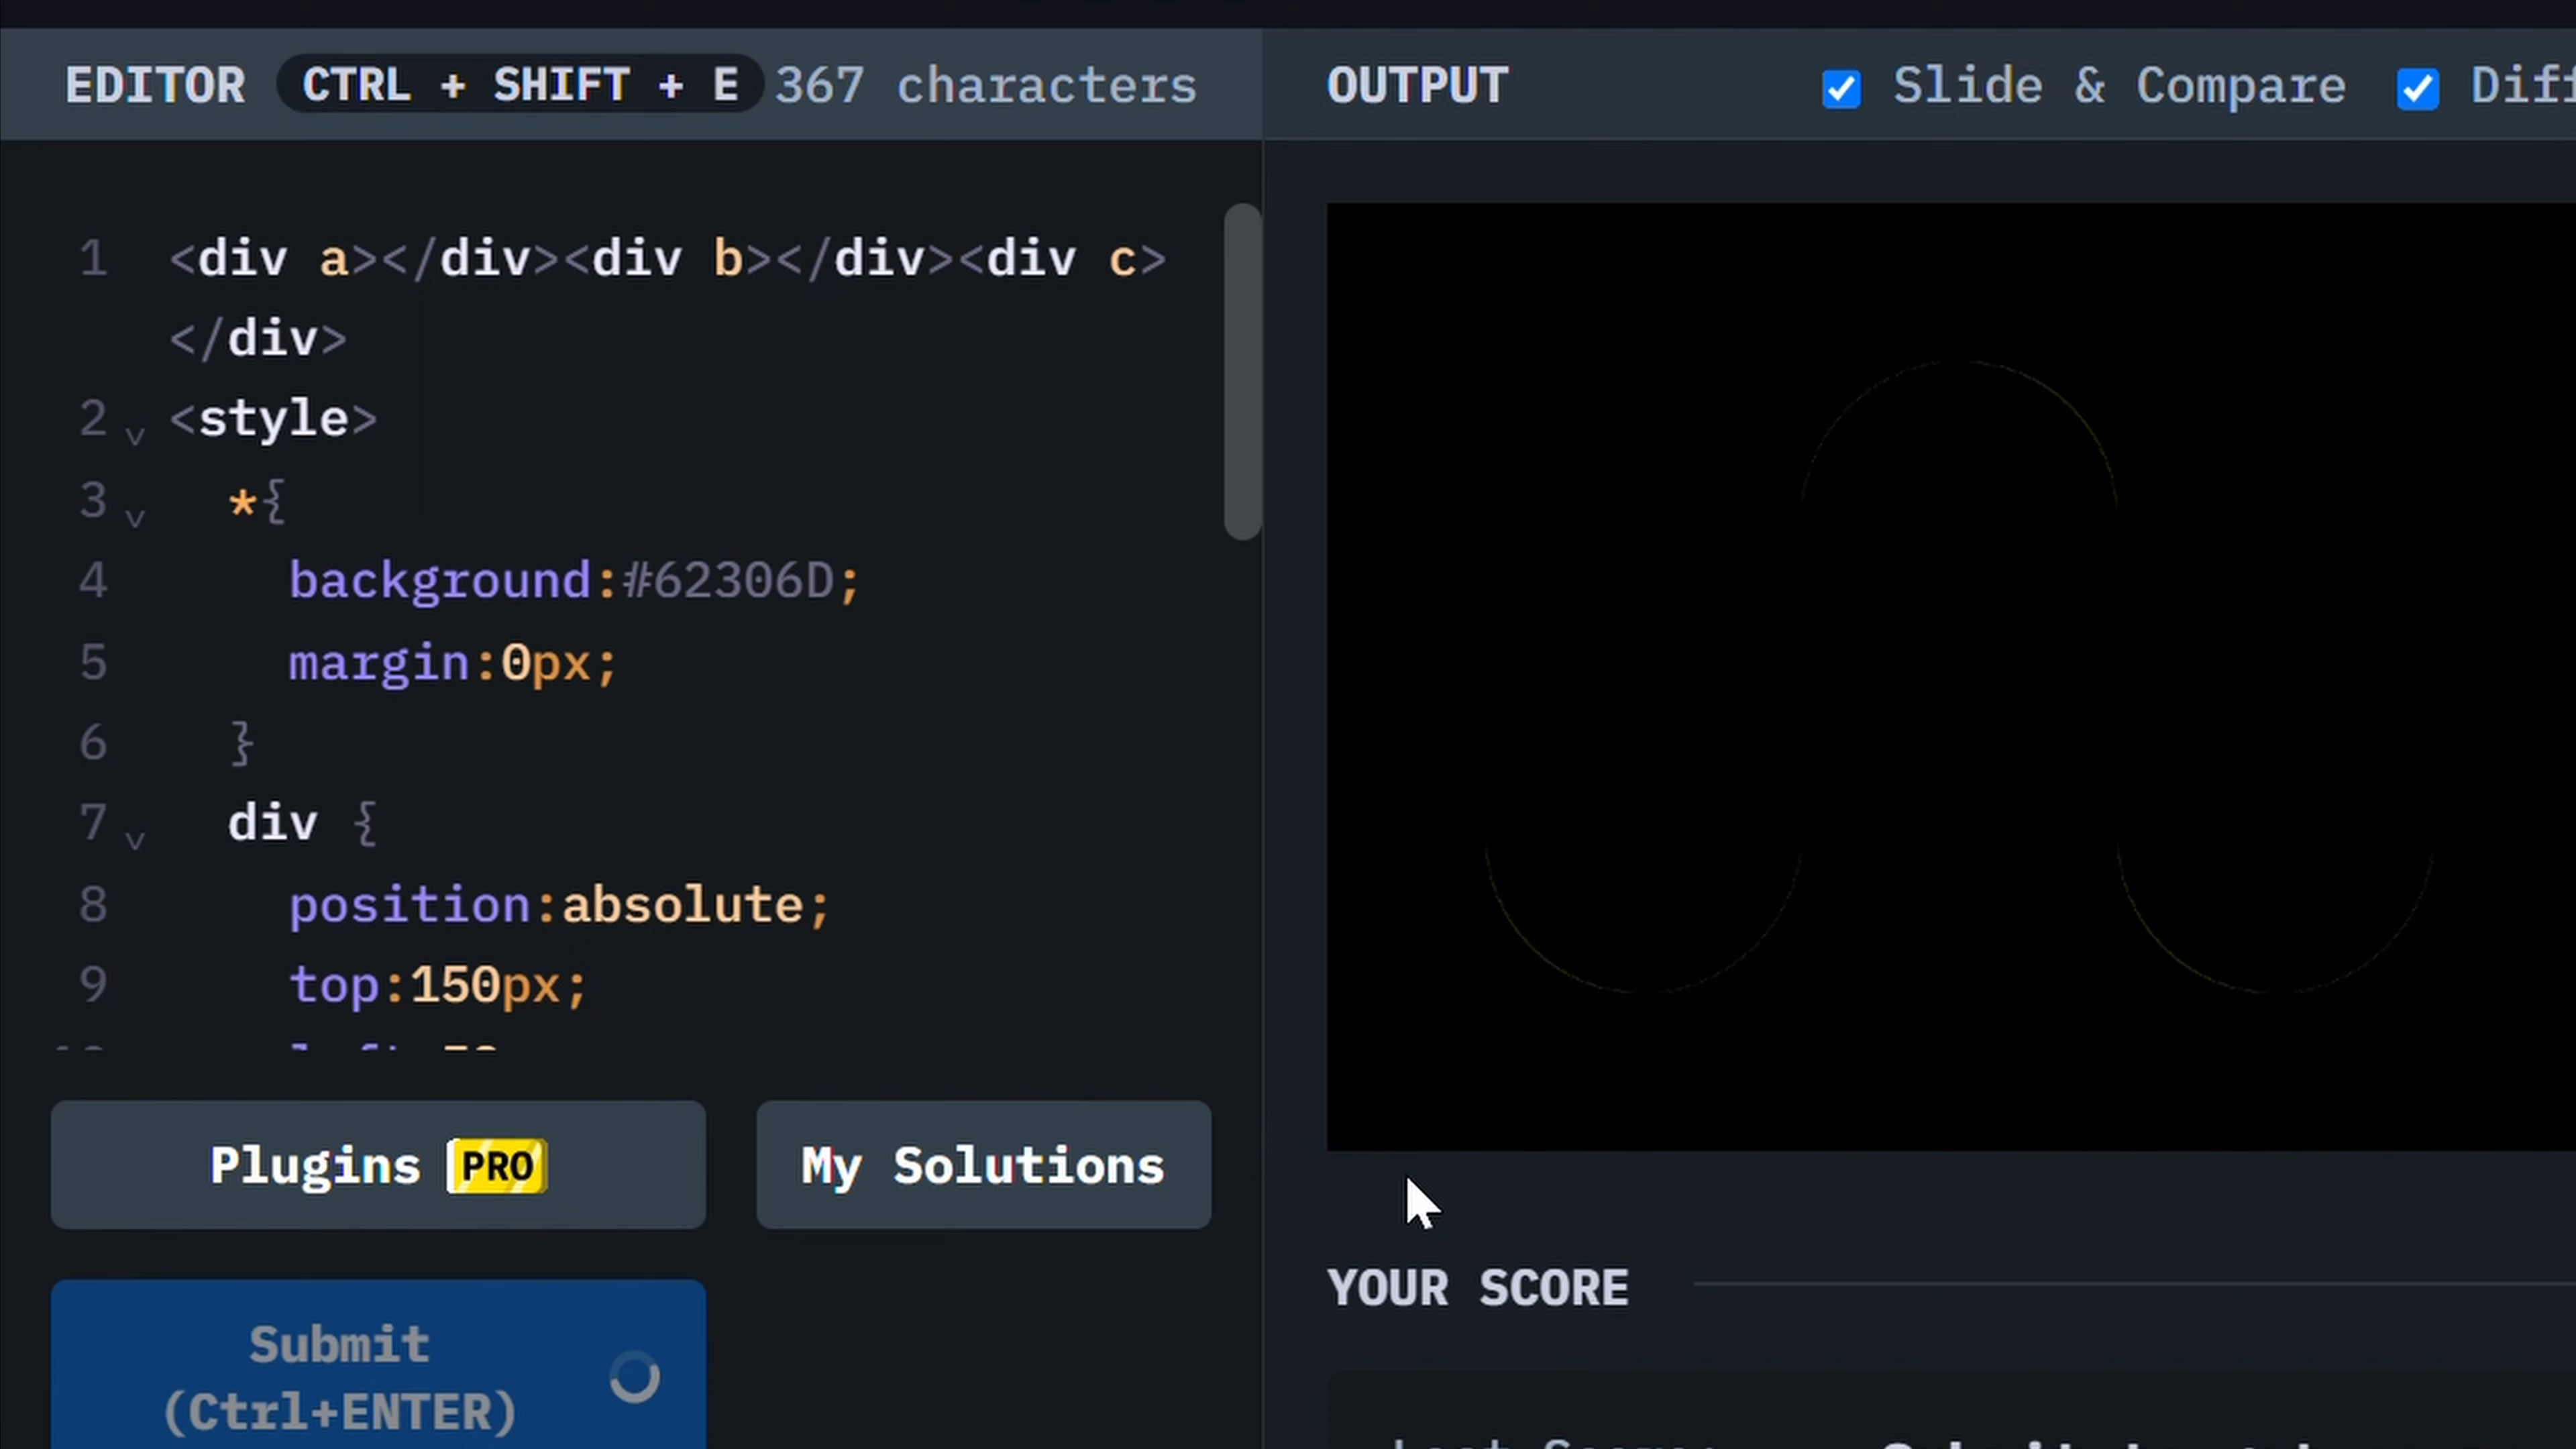 EDITOR CTRL + SHIFT + E 367 characters
OUTPUT Slide & Compare
1 <div a></div><div b></div><div c>
</div>
2 <style>
3 *{
4 background:#62306D;
5 margin:0px;
6 }
7 div {
8 position:absolute;
9 top:150px;
Plugins PRO
My Solutions
Submit
(Ctrl+ENTER)
YOUR SCORE